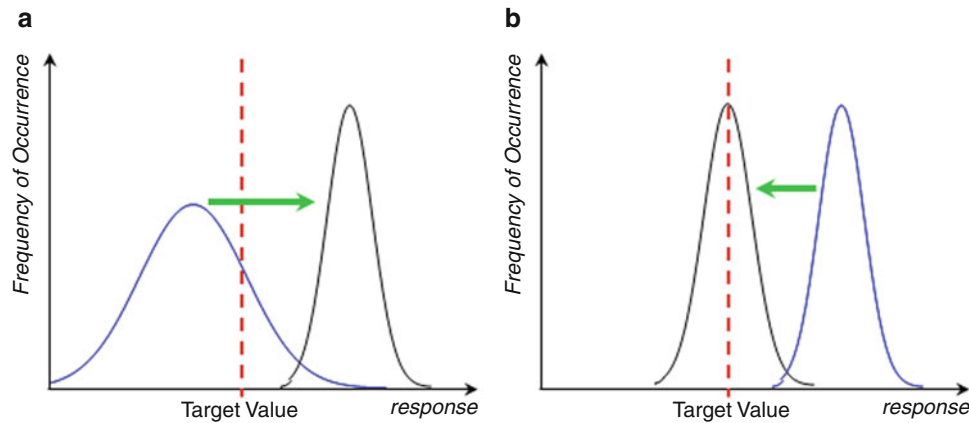 a
Frequency of Occurrence
Target Value
response
b
Frequency of Occurrence
Target Value
response